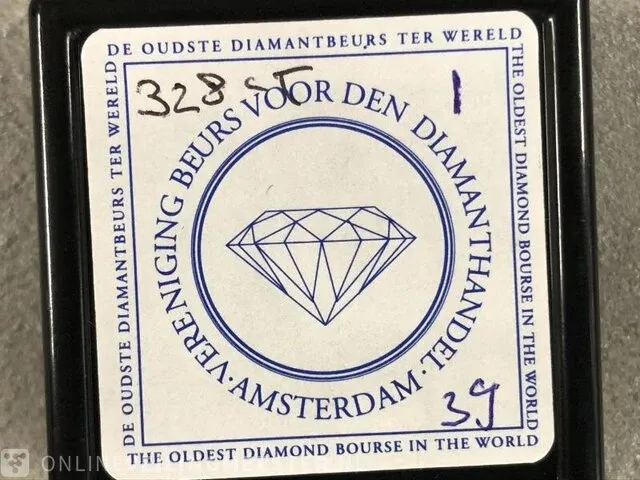 DE OUDSTE DIAMANTBEURS TER WERELD
THE OLDEST DIAMOND BOURSE IN THE WORLD
DE OUDSTE DIAMANTBEURS TER WERELD
THE OLDEST DIAMOND BOURSE IN THE WORLD
328 ST
1
VERENIGING BEURS VOOR DEN DIAMANTHANDEL
·AMSTERDAM·
39